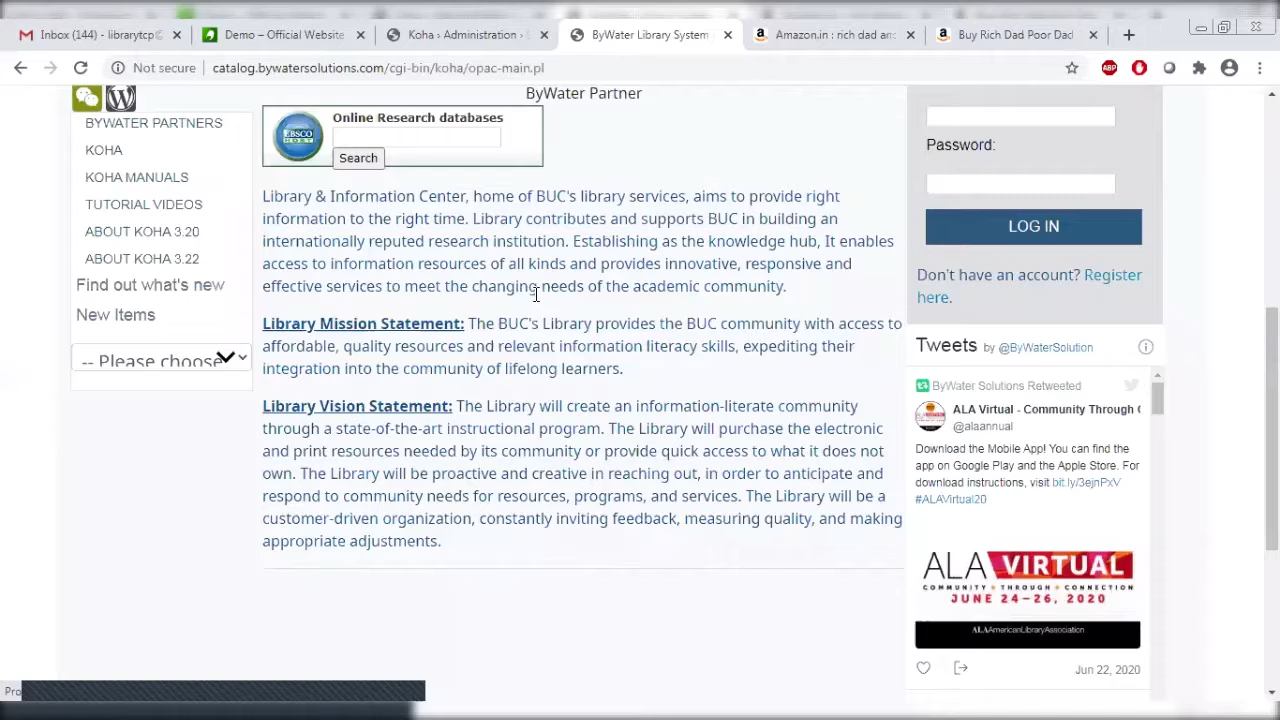 Inbox (144) - librarytcp@
Demo – Official Website
Koha › Administration ›
ByWater Library System
Amazon.in : rich dad an
Buy Rich Dad Poor Dad
Not secure
catalog.bywatersolutions.com/cgi-bin/koha/opac-main.pl
ABP
BYWATER PARTNERS
KOHA
KOHA MANUALS
TUTORIAL VIDEOS
ABOUT KOHA 3.20
ABOUT KOHA 3.22
Find out what's new
New Items
-- Please choose
ByWater Partner
EBSCO
HOST
Online Research databases
Search
Library & Information Center, home of BUC's library services, aims to provide right
information to the right time. Library contributes and supports BUC in building an
internationally reputed research institution. Establishing as the knowledge hub, It enables
access to information resources of all kinds and provides innovative, responsive and
effective services to meet the changing needs of the academic community.
Library Mission Statement: The BUC's Library provides the BUC community with access to
affordable, quality resources and relevant information literacy skills, expediting their
integration into the community of lifelong learners.
Library Vision Statement: The Library will create an information-literate community
through a state-of-the-art instructional program. The Library will purchase the electronic
and print resources needed by its community or provide quick access to what it does not
own. The Library will be proactive and creative in reaching out, in order to anticipate and
respond to community needs for resources, programs, and services. The Library will be a
customer-driven organization, constantly inviting feedback, measuring quality, and making
appropriate adjustments.
Password:
LOG IN
Don't have an account? Register
here.
Tweets by @ByWaterSolution
ByWater Solutions Retweeted
ALA Virtual - Community Through C
@alaannual
Download the Mobile App! You can find the
app on Google Play and the Apple Store. For
download instructions, visit bit.ly/3ejnPxV
#ALAVirtual20
ALA VIRTUAL
COMMUNITY THROUGH CONNECTION
JUNE 24–26, 2020
ALAAmericanLibraryAssociation
Jun 22, 2020
Pro